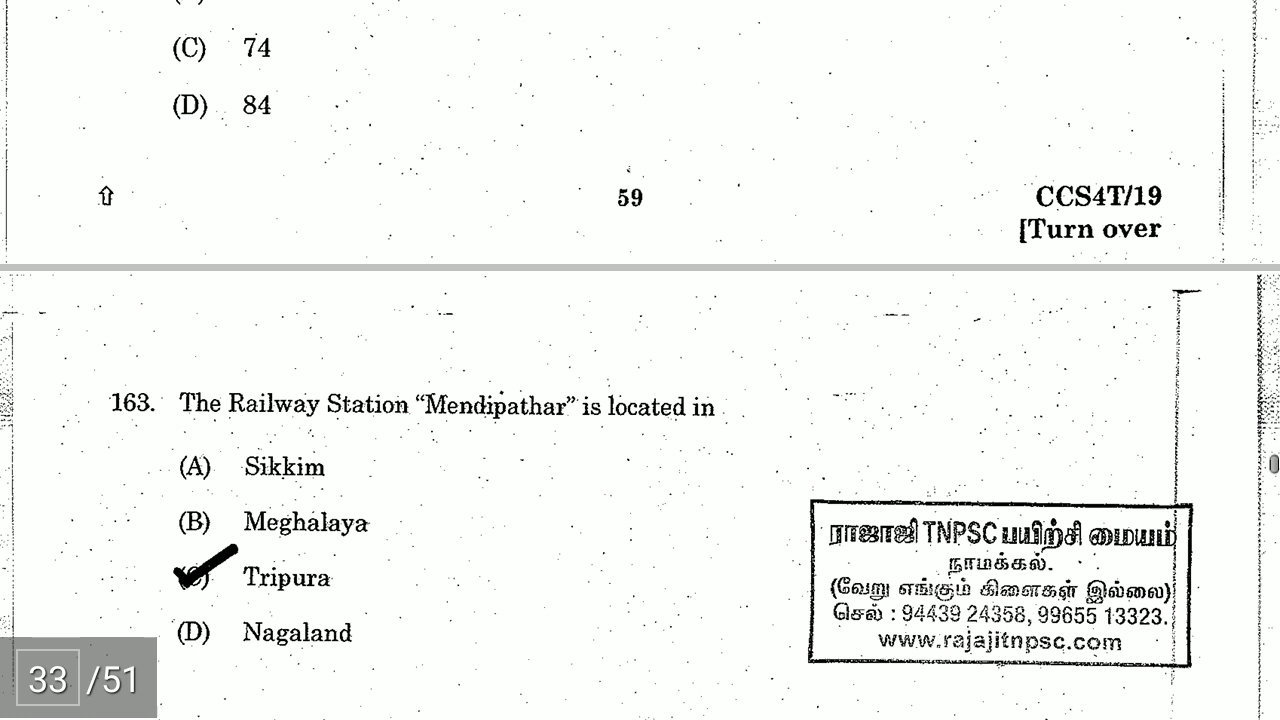 (C) 74
(D) 84
⇧ 59 CCS4T/19
[Turn over
163. The Railway Station “Mendipathar” is located in
(A) Sikkim
(B) Meghalaya
(C) Tripura
(D) Nagaland
ராஜாஜி TNPSC பயிற்சி மையம்
நாமக்கல்.
(வேறு எங்கும் கிளைகள் இல்லை)
செல் : 94439 24358, 99655 13323.
www.rajajitnpsc.com
33 /51